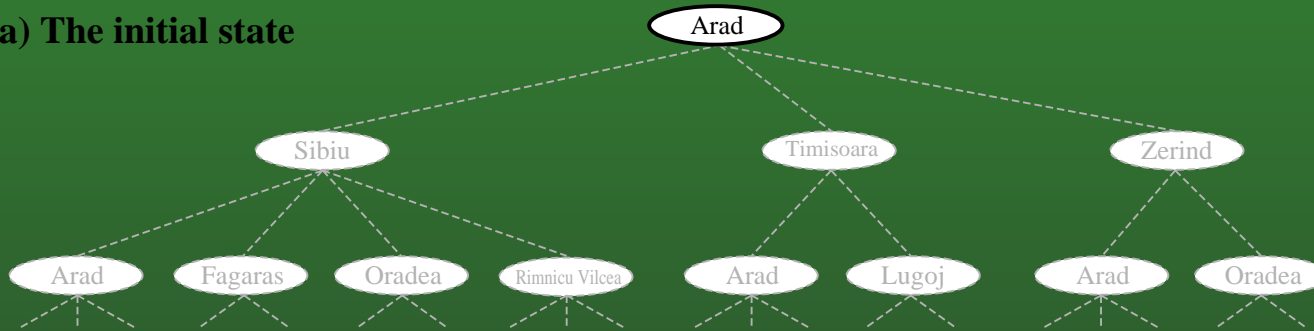 a) The initial state
Arad
Sibiu
Timisoara
Zerind
Arad
Fagaras
Oradea
Rimnicu Vilcea
Arad
Lugoj
Arad
Oradea